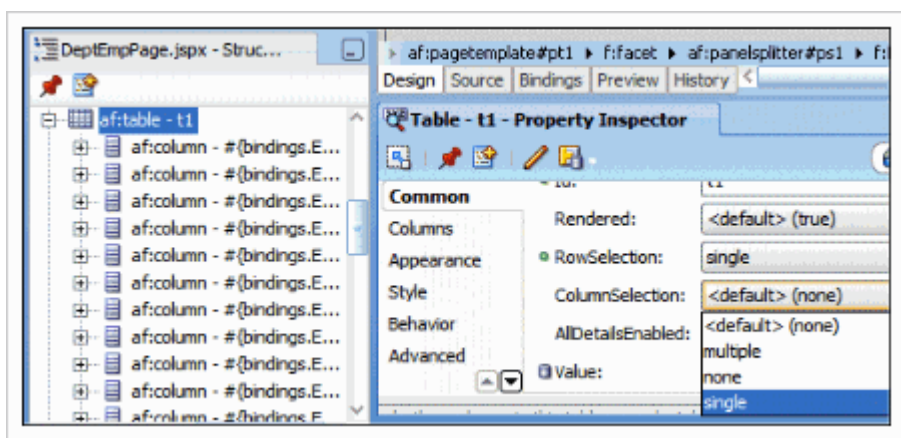 DeptEmpPage.jspx - Struc...
af:table - t1
af:column - #{bindings.E...
af:column - #{bindings.E...
af:column - #{bindings.E...
af:column - #{bindings.E...
af:column - #{bindings.E...
af:column - #{bindings.E...
af:column - #{bindings.E...
af:column - #{bindings.E...
af:column - #{bindings.E...
af:column - #{bindings.E...
af:column - #{bindings.E
af:pagetemplate#pt1 f:facet af:panelsplitter#ps1
Design Source Bindings Preview History
Table - t1 - Property Inspector
Common
Columns
Appearance
Style
Behavior
Advanced
Id: t1
Rendered: <default> (true)
RowSelection: single
ColumnSelection: <default> (none)
AllDetailsEnabled:
Value:
<default> (none)
multiple
none
single